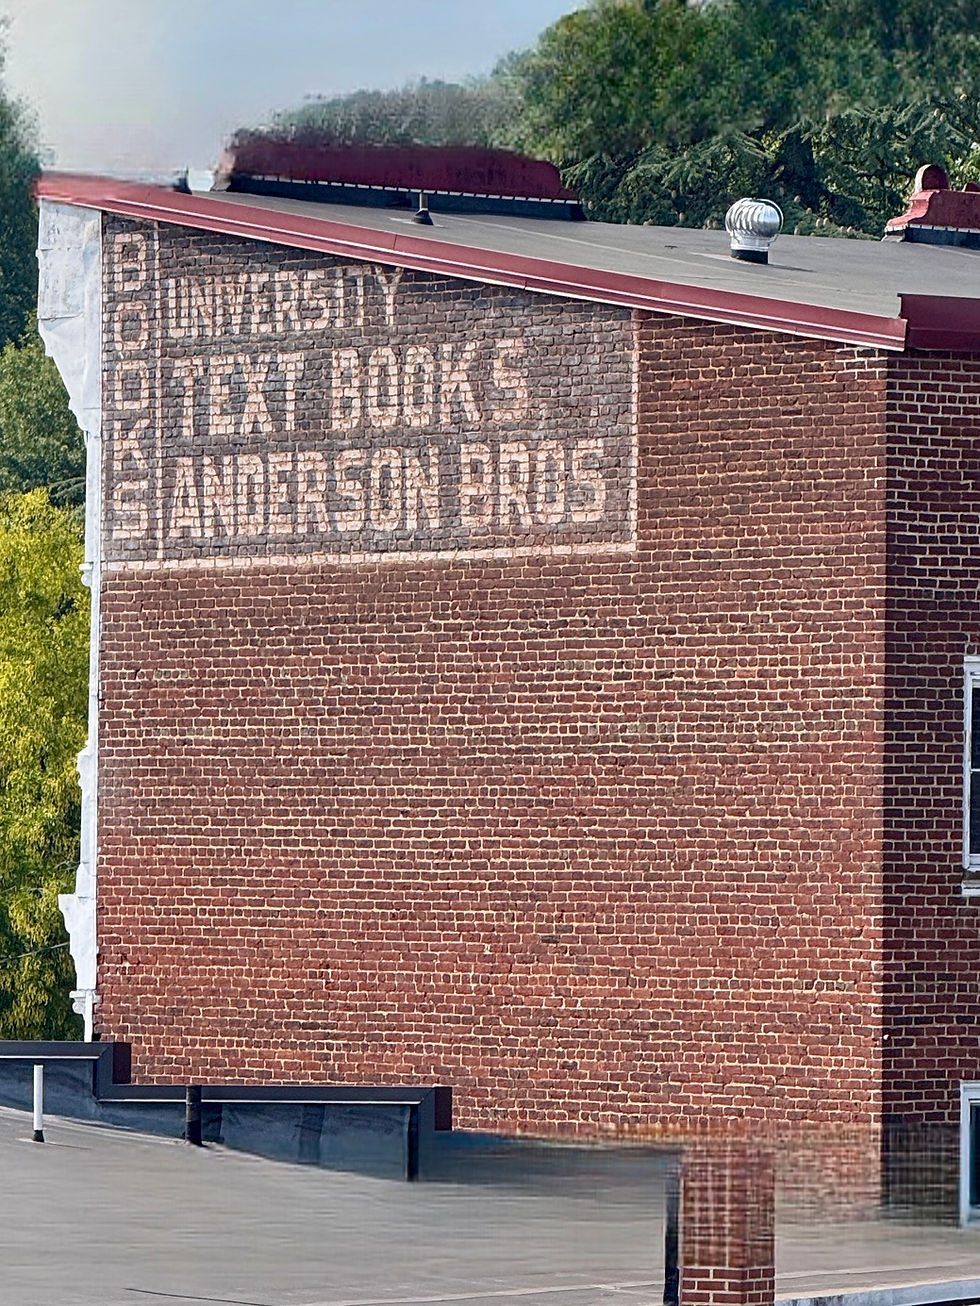 BOOKS
UNIVERSITY
TEXT BOOKS,
ANDERSON BROS